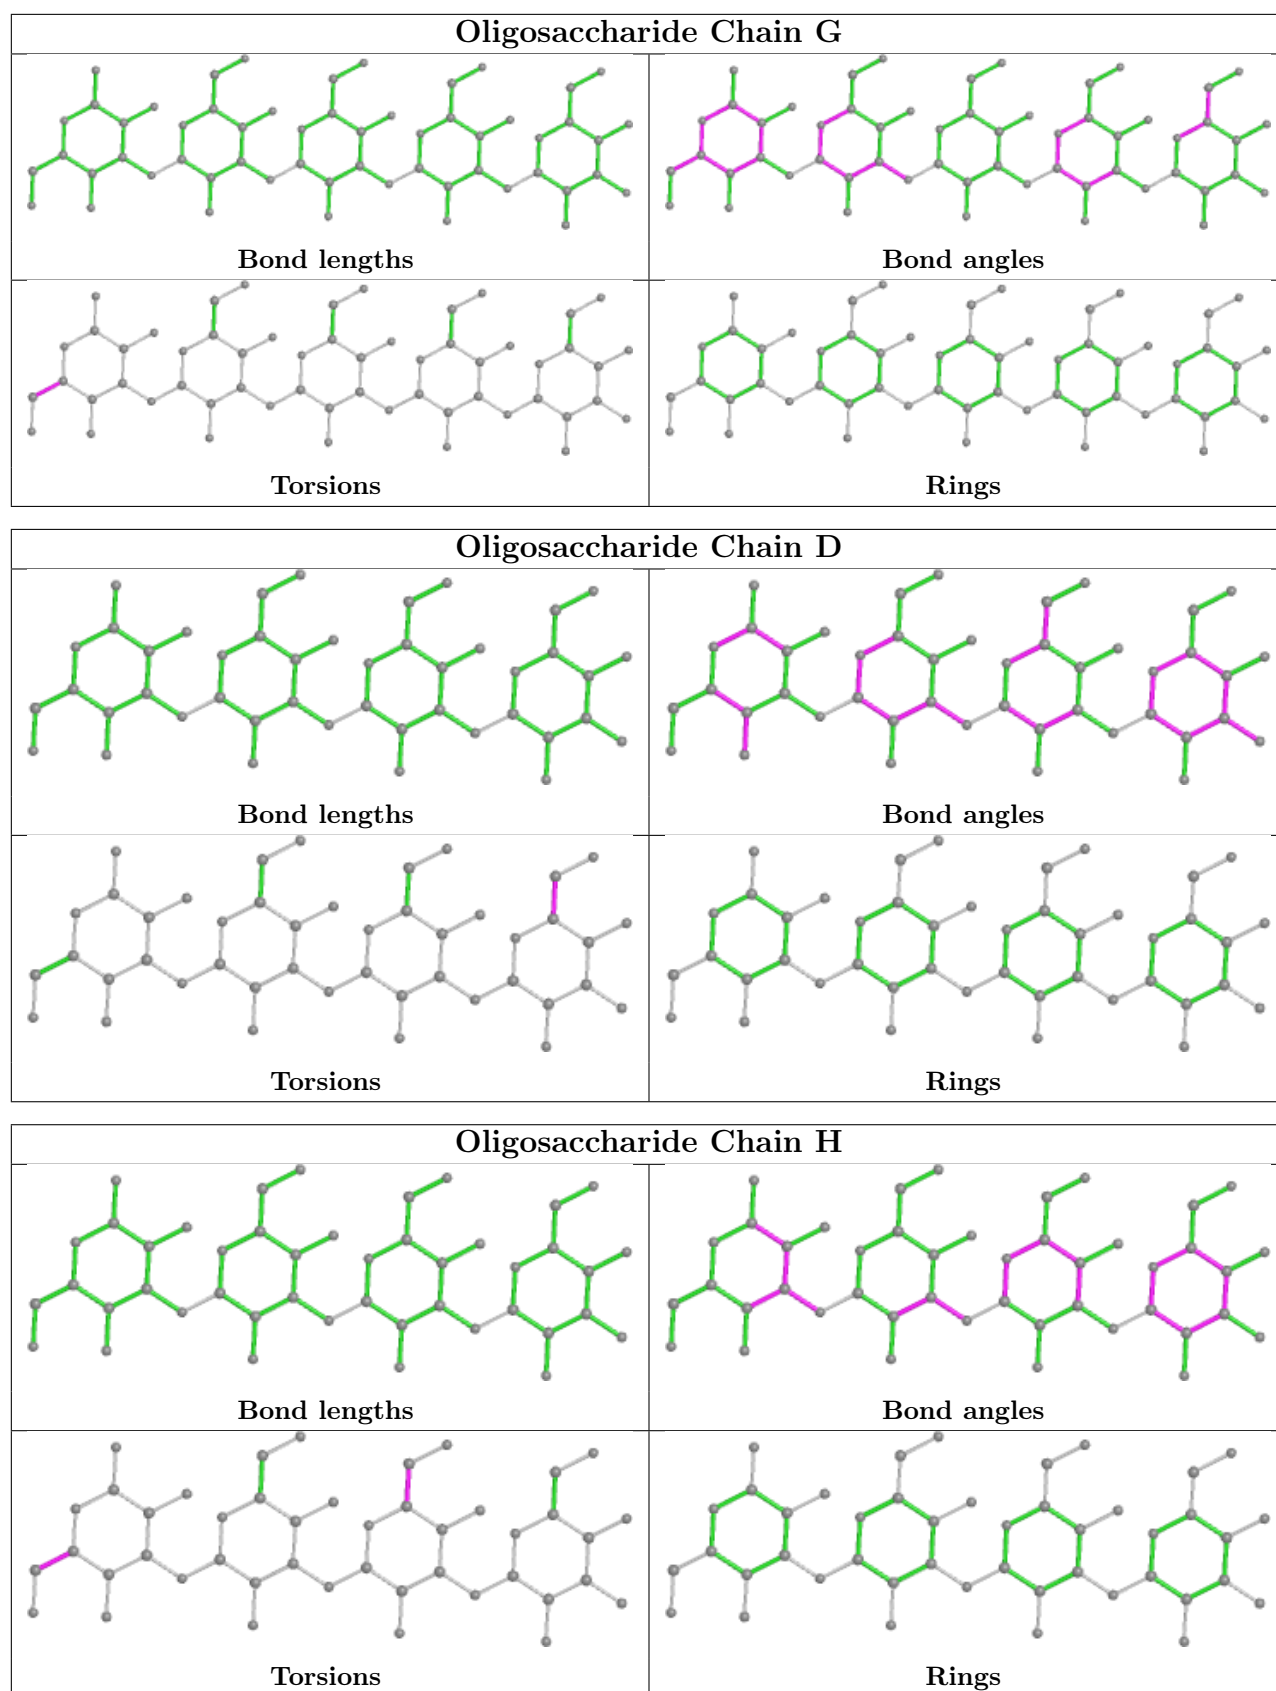 Oligosaccharide Chain G
Bond lengths
Bond angles
Torsions
Rings
Oligosaccharide Chain D
Bond lengths
Bond angles
Torsions
Rings
Oligosaccharide Chain H
Bond lengths
Bond angles
Torsions
Rings